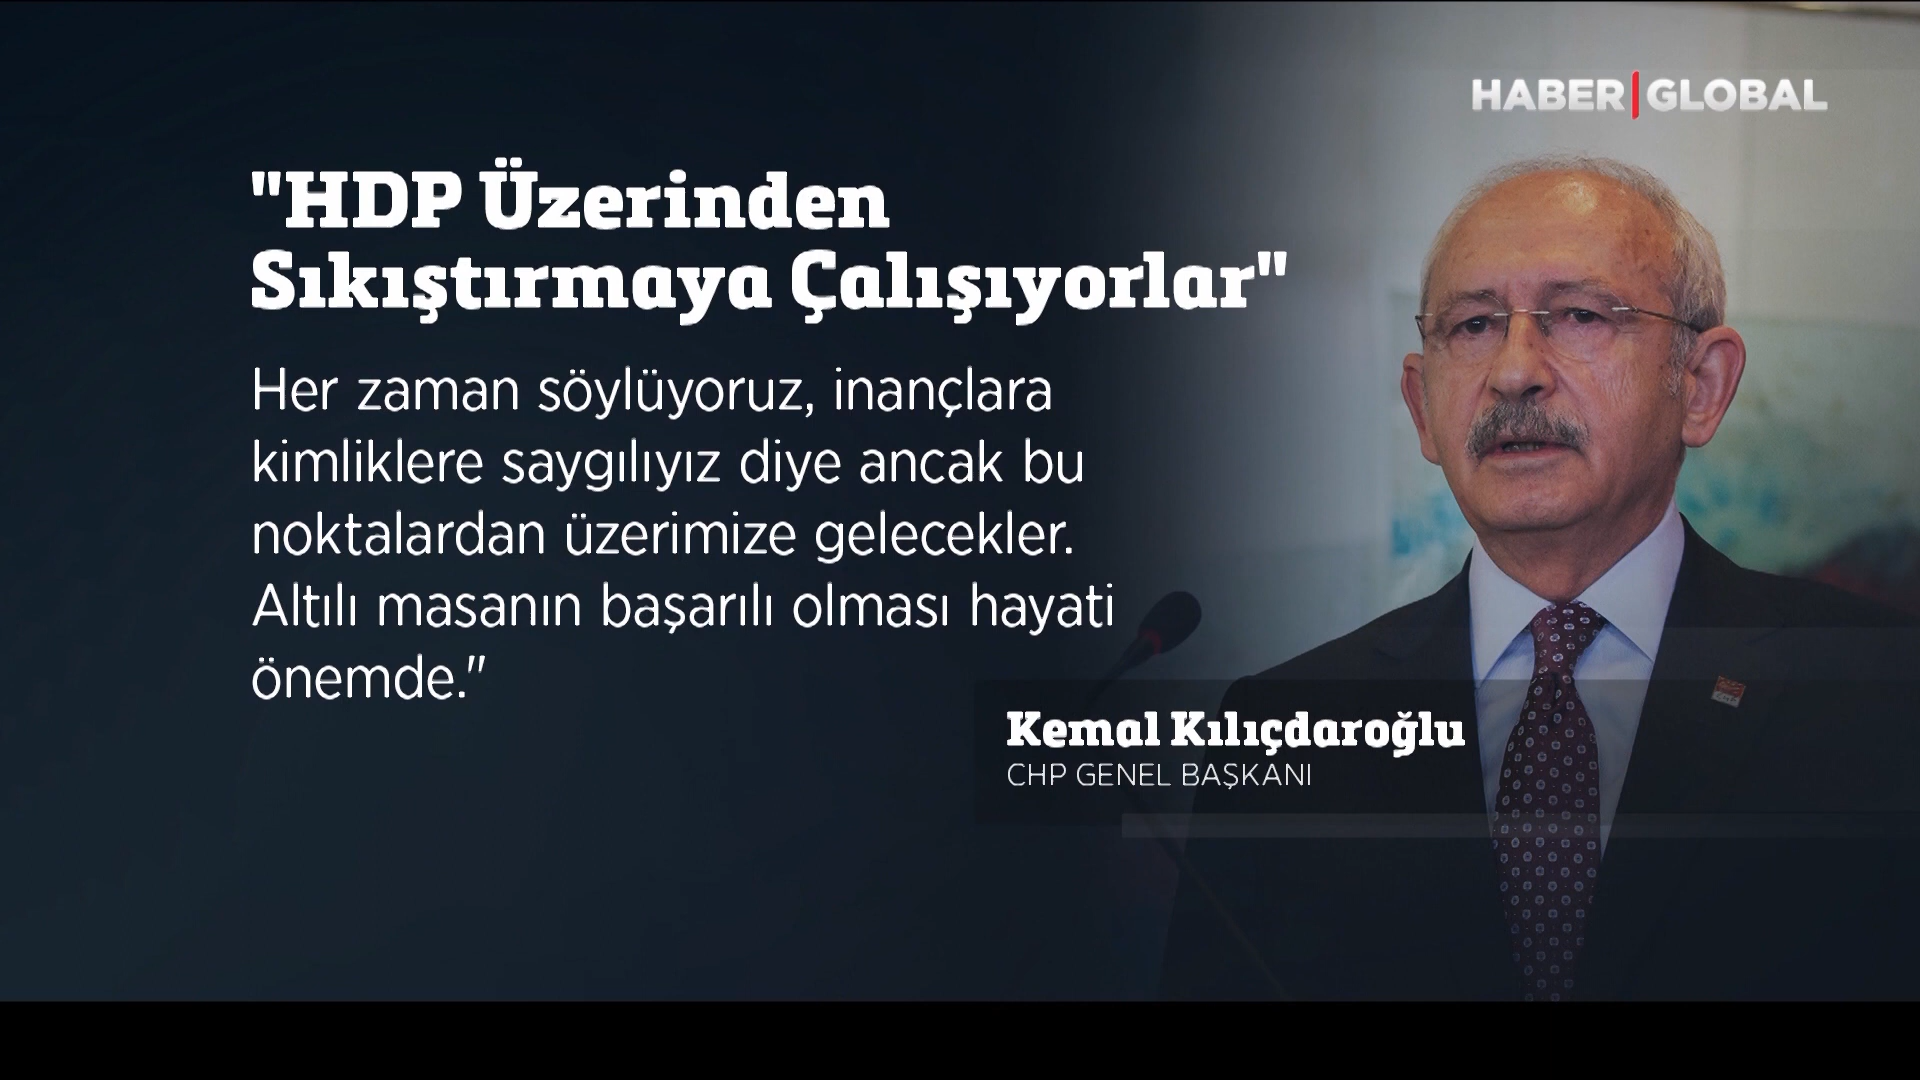 HABER GLOBAL
"HDP Üzerinden
Sıkıştırmaya Çalışıyorlar"
Her zaman söylüyoruz, inançlara
kimliklere saygılıyız diye ancak bu
noktalardan üzerimize gelecekler.
Altılı masanın başarılı olması hayati
önemde."
Kemal Kılıçdaroğlu
CHP GENEL BAŞKANI
CHP